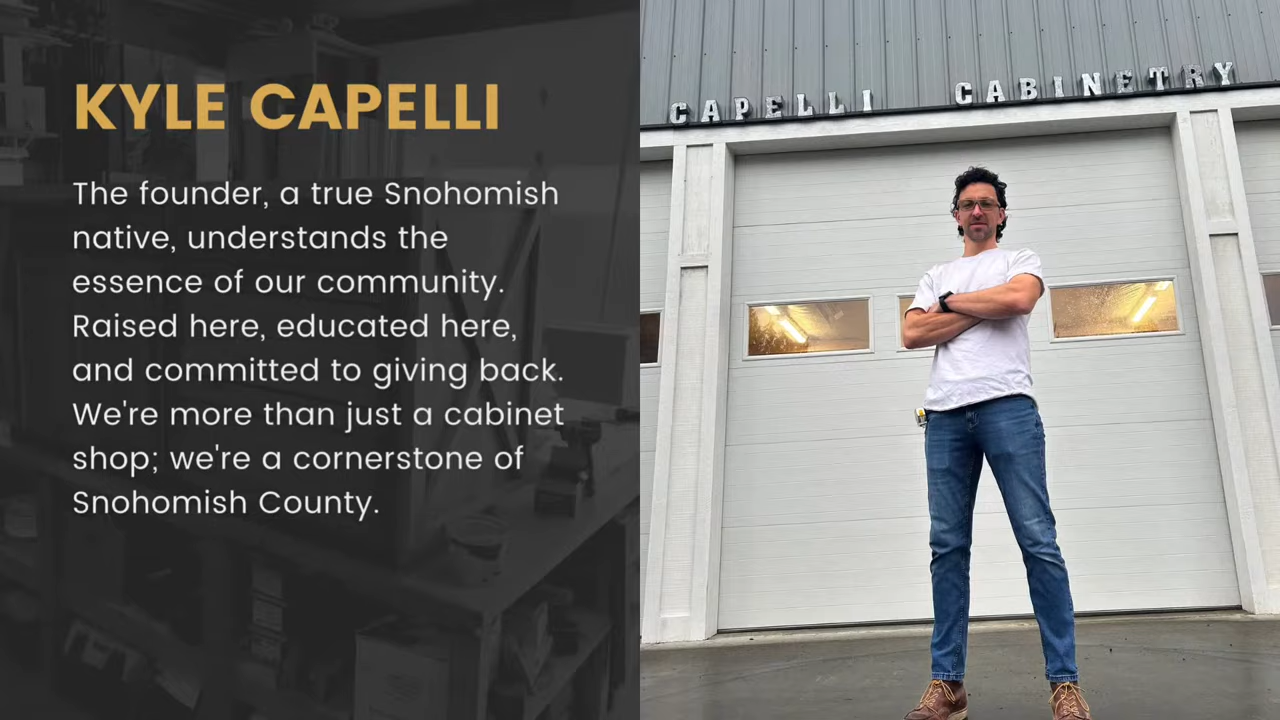 KYLE CAPELLI
The founder, a true Snohomish
native, understands the
essence of our community.
Raised here, educated here,
and committed to giving back.
We're more than just a cabinet
shop; we're a cornerstone of
Snohomish County.
CAPELLI CABINETRY